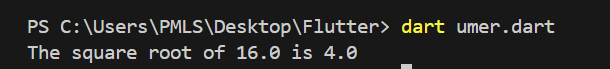 PS C:\Users\PMLS\Desktop\Flutter> dart umer.dart
The square root of 16.0 is 4.0